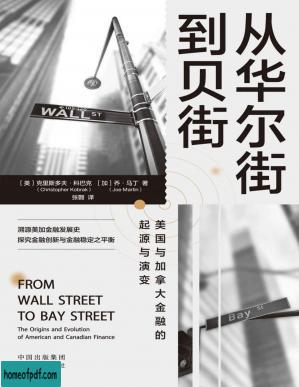 从华尔街
到贝街
WALL ST
[美]克里斯多夫·科巴克 [加]乔·马丁 著
(Christopher Kobrak) (Joe Martin)
张翎 译
美国与加拿大金融的
起源与演变
溯源美加金融发展史
探究金融创新与金融稳定之平衡
FROM
WALL STREET
TO BAY STREET
The Origins and Evolution
of American and Canadian Finance
Bay St
中国出版集团
homeofpdf.com
homeofpdf.com